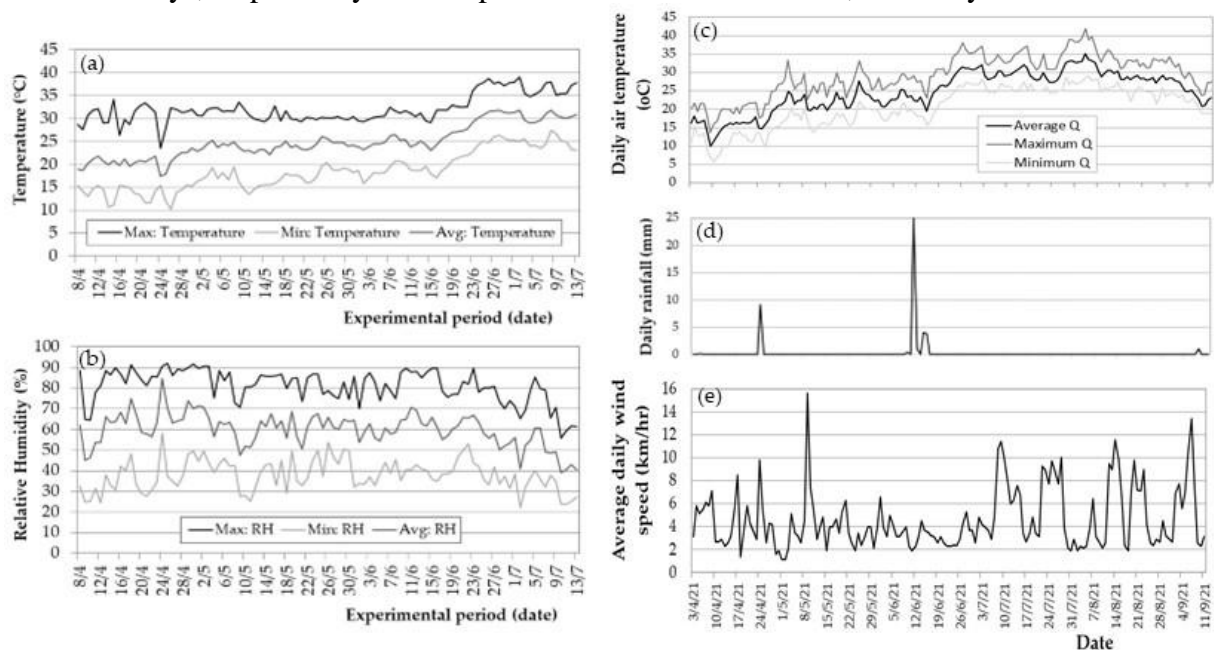 (a)
Temperature (°C)
45
40
35
30
25
20
15
10
5
0
Max: Temperature Min: Temperature Avg: Temperature
8/4 12/4 16/4 20/4 24/4 28/4 2/5 6/5 10/5 14/5 18/5 22/5 26/5 30/5 3/6 7/6 11/6 15/6 19/6 23/6 27/6 1/7 5/7 9/7 13/7
Experimental period (date)
(b)
Relative Humidity (%)
100
90
80
70
60
50
40
30
20
10
0
Max: RH Min: RH Avg: RH
8/4 12/4 16/4 20/4 24/4 28/4 2/5 6/5 10/5 14/5 18/5 22/5 26/5 30/5 3/6 7/6 11/6 15/6 19/6 23/6 27/6 1/7 5/7 9/7 13/7
Experimental period (date)
(c)
Daily air temperature
(oC)
45
40
35
30
25
20
15
10
5
0
Average Q
Maximum Q
Minimum Q
(d)
Daily rainfall (mm)
25
20
15
10
5
0
(e)
Average daily wind
speed (km/hr)
16
14
12
10
8
6
4
2
0
3/4/21 10/4/21 17/4/21 24/4/21 1/5/21 8/5/21 15/5/21 22/5/21 29/5/21 5/6/21 12/6/21 19/6/21 26/6/21 3/7/21 10/7/21 17/7/21 24/7/21 31/7/21 7/8/21 14/8/21 21/8/21 28/8/21 4/9/21 11/9/21
Date